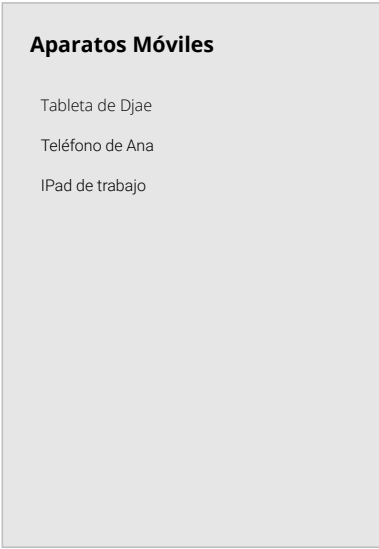 Aparatos Móviles
Tableta de Djae
Teléfono de Ana
IPad de trabajo